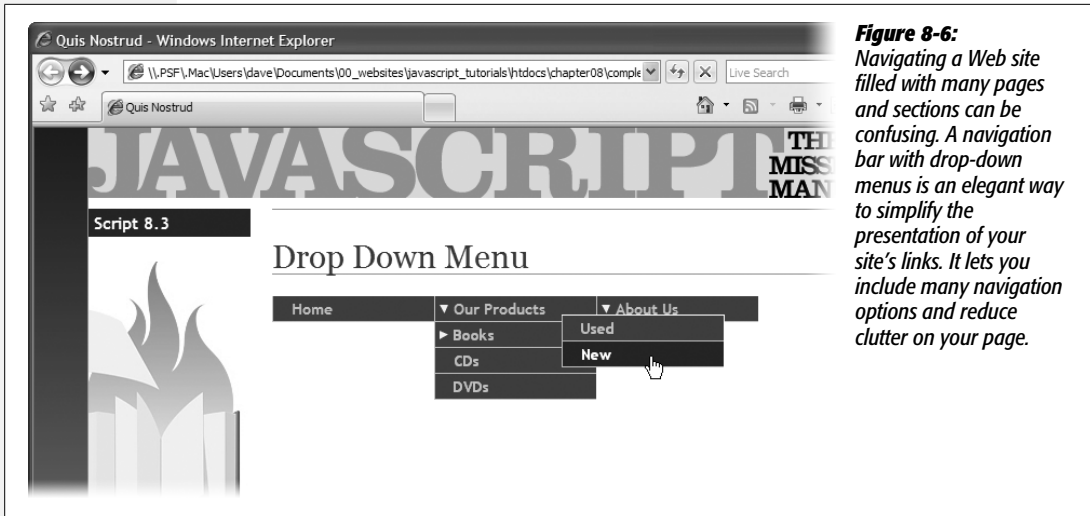 Quis Nostrud - Windows Internet Explorer
\\.PSF\.Mac\Users\dave\Documents\00_websites\javascript_tutorials\htdocs\chapter08\comple
Live Search
Quis Nostrud
JAVASCRIPT
MISS
MAN
Script 8.3
Drop Down Menu
Home
▼ Our Products
▼ About Us
► Books
Used
CDs
New
DVDs
Figure 8-6:
Navigating a Web site
filled with many pages
and sections can be
confusing. A navigation
bar with drop-down
menus is an elegant way
to simplify the
presentation of your
site's links. It lets you
include many navigation
options and reduce
clutter on your page.